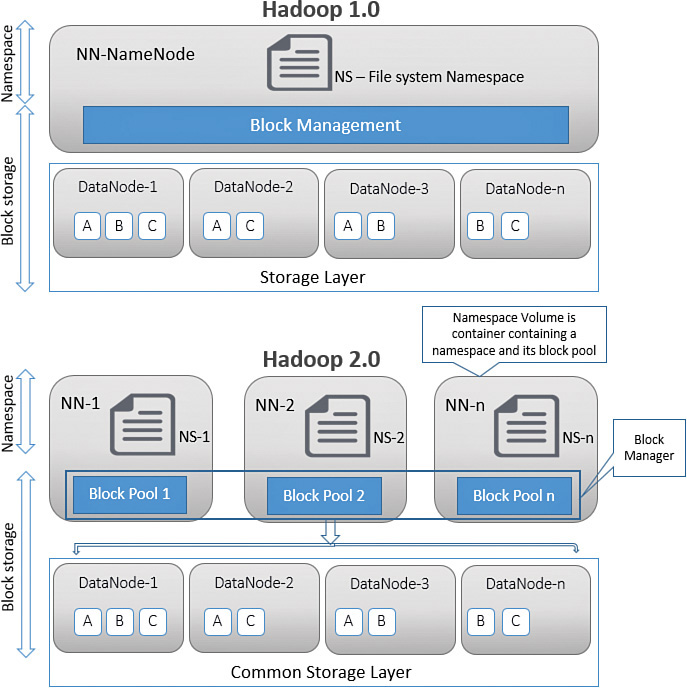 Hadoop 1.0
Namespace
NN-NameNode
NS – File system Namespace
Block Management
Block storage
DataNode-1
A B C
DataNode-2
A C
DataNode-3
A B
DataNode-n
B C
Storage Layer
Namespace Volume is
container containing a
namespace and its block pool
Hadoop 2.0
Namespace
NN-1
NS-1
NN-2
NS-2
NN-n
NS-n
Block
Manager
Block Pool 1
Block Pool 2
Block Pool n
Block storage
DataNode-1
A B C
DataNode-2
A C
DataNode-3
A B
DataNode-n
B C
Common Storage Layer